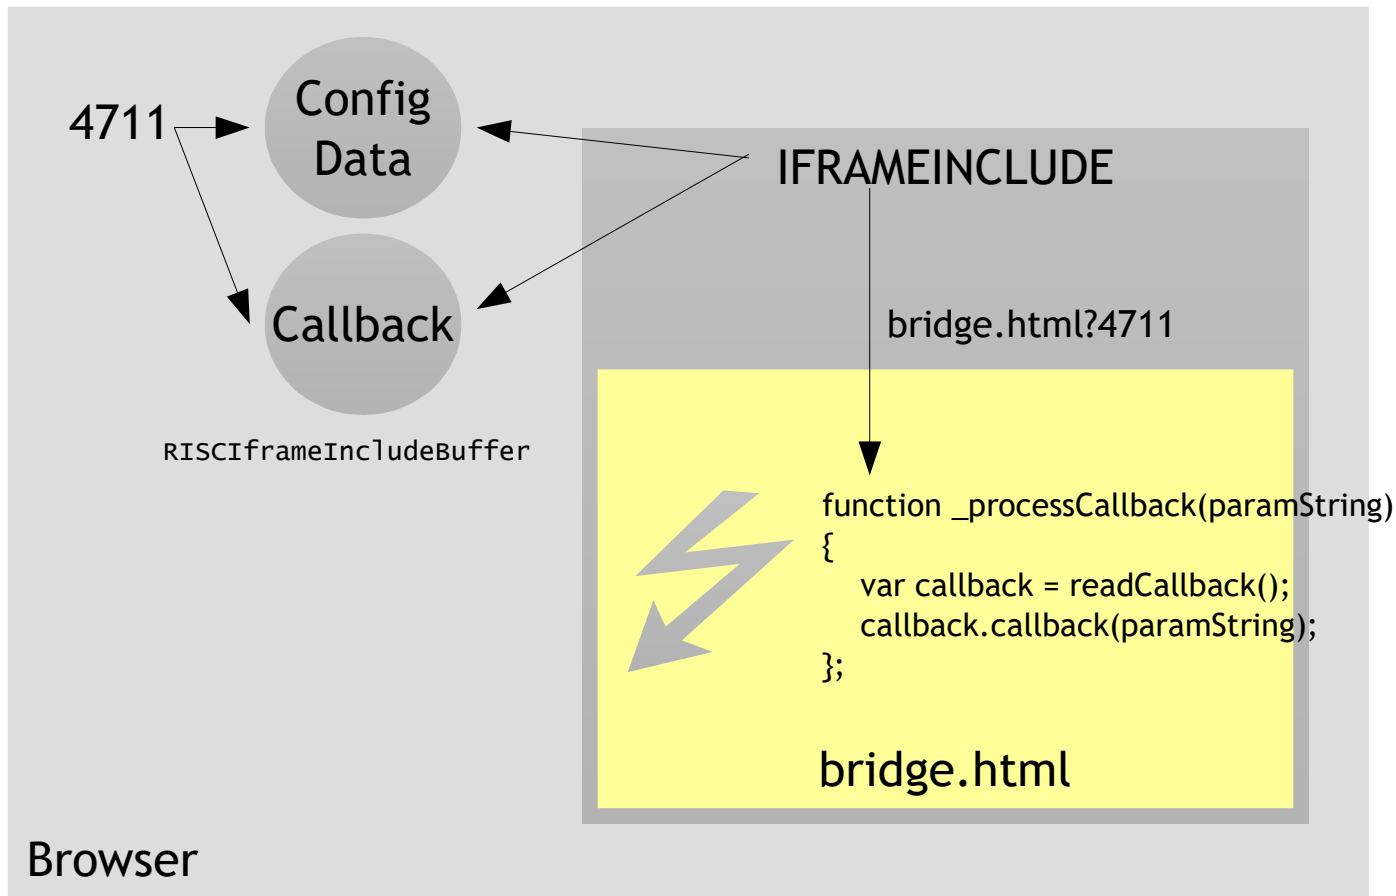 4711
Config
Data
Callback
RISCIframeIncludeBuffer
IFRAMEINCLUDE
bridge.html?4711
function _processCallback(paramString)
{
var callback = readCallback();
callback.callback(paramString);
};
bridge.html
Browser